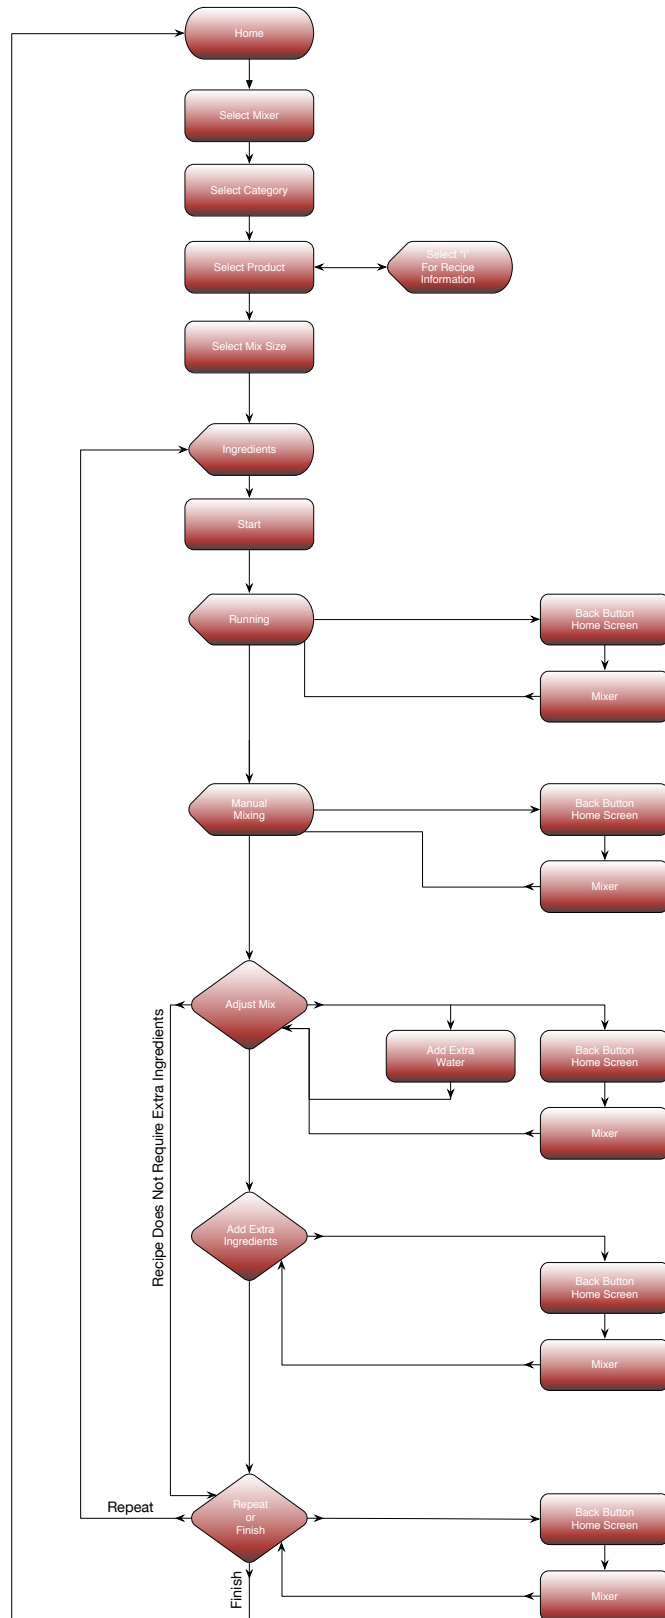 Home
Select Mixer
Select Category
Select Product
Select "i"
For Recipe
Information
Select Mix Size
Ingredients
Start
Running
Back Button
Home Screen
Mixer
Manual
Mixing
Back Button
Home Screen
Mixer
Adjust Mix
Add Extra
Water
Back Button
Home Screen
Mixer
Recipe Does Not Require Extra Ingredients
Add Extra
Ingredients
Back Button
Home Screen
Mixer
Repeat
Repeat
or
Finish
Back Button
Home Screen
Mixer
Finish